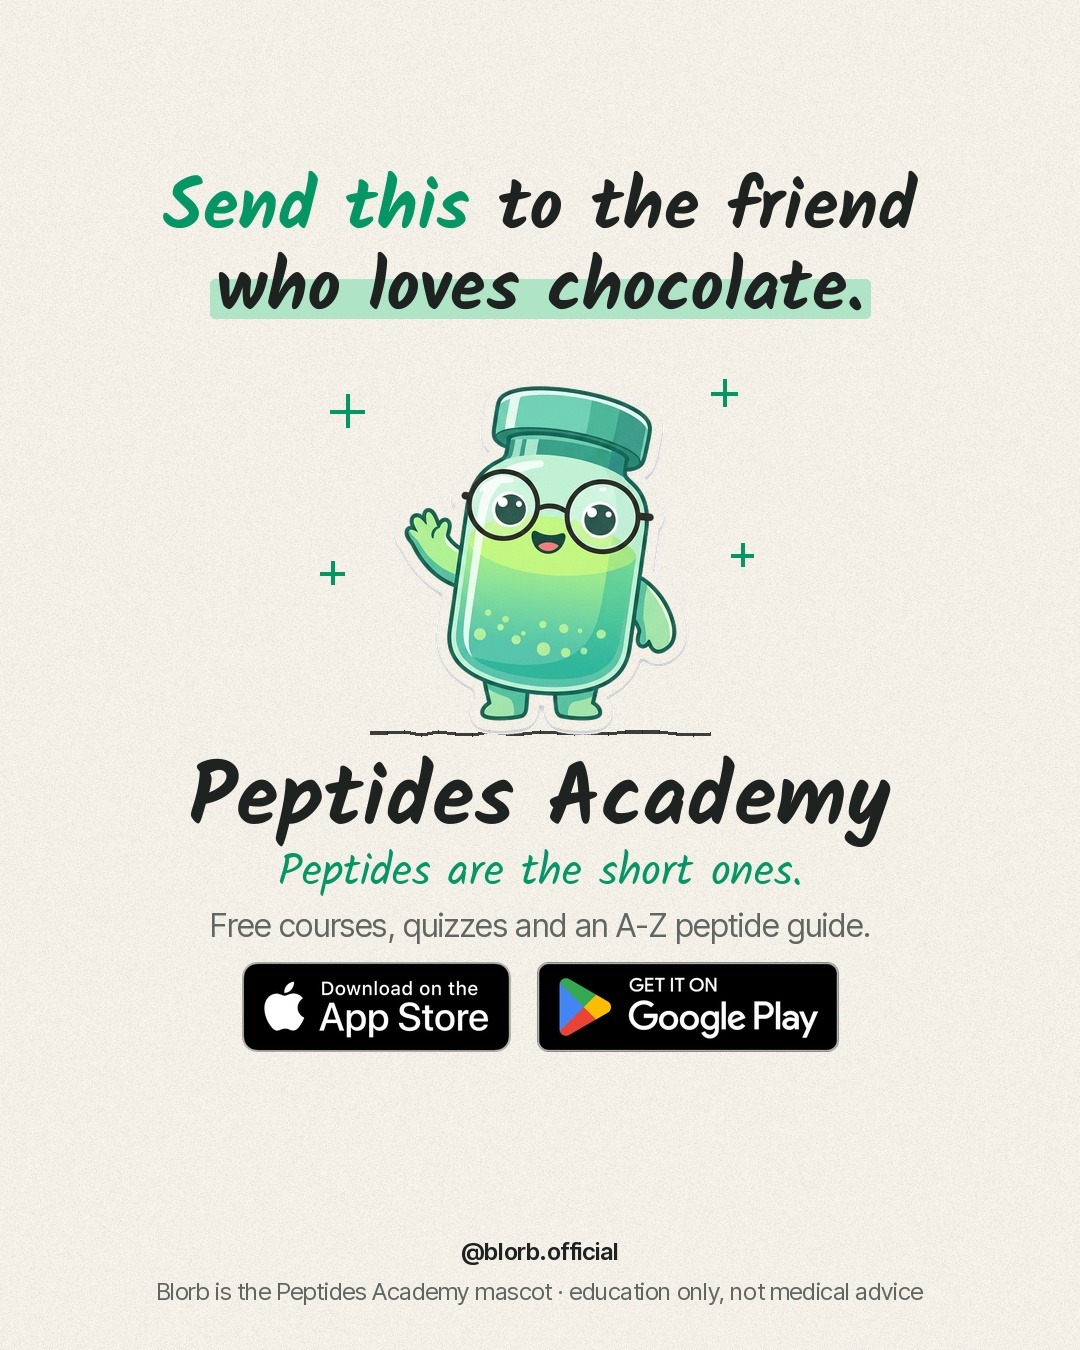 Send this to the friend
who loves chocolate.
Peptides Academy
Peptides are the short ones.
Free courses, quizzes and an A-Z peptide guide.
Download on the
App Store
GET IT ON
Google Play
@blorb.official
Blorb is the Peptides Academy mascot · education only, not medical advice